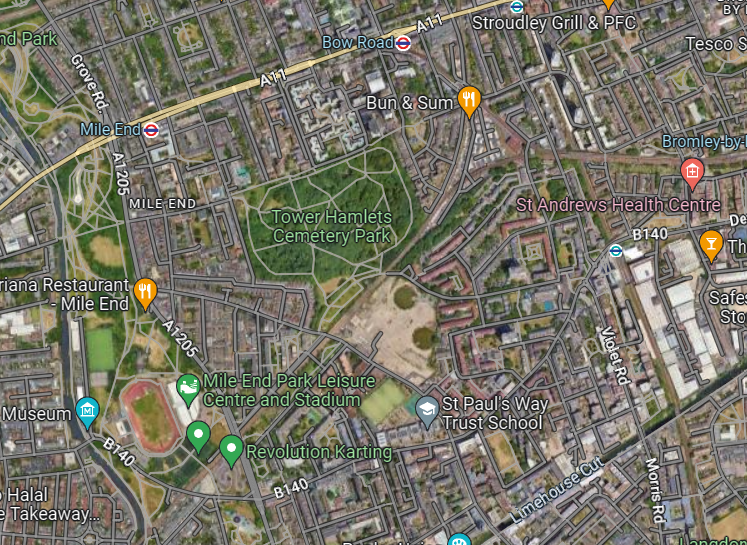 BY
Stroudley Grill & PFC
A11
nd Park
Bow Road
Tesco S
Grove Rd.
A11
Bun & Sum
Mile End
Bromley-by-
A1205
MILE END
St Andrews Health Centre
Tower Hamlets
Cemetery Park
De
B140
Th
riana Restaurant
- Mile End
Safes
Sto
A1205
Violet Rd
Mile End Park Leisure
Centre and Stadium
Museum
St Paul's Way
Trust School
B140
Revolution Karting
Limehouse Cut
B140
Morris Rd
o Halal
e Takeaway...
Langdon